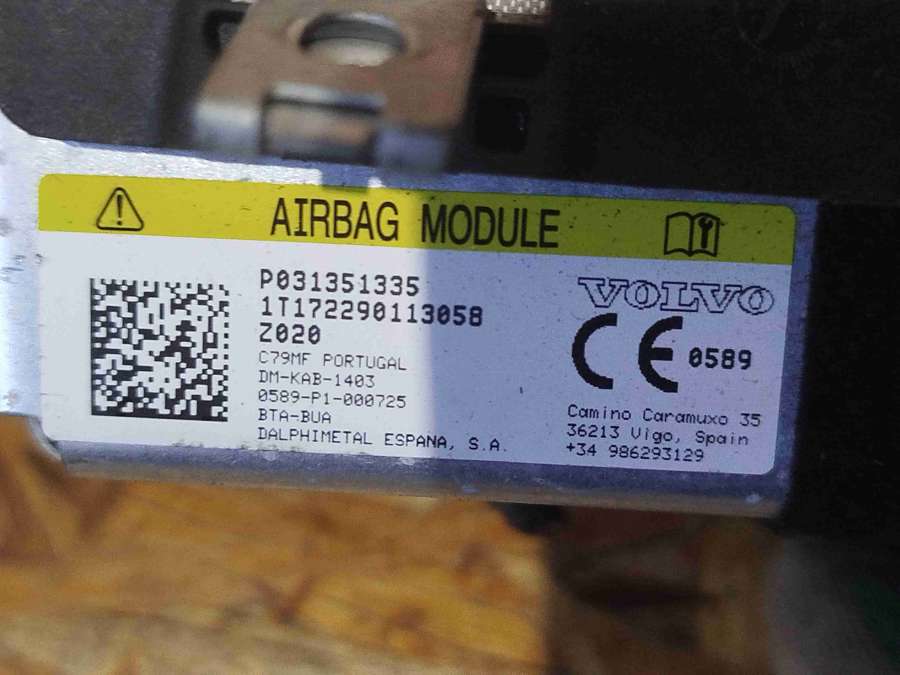 AIRBAG MODULE
P031351335
1T172290113058
Z020
C79MF PORTUGAL
DM-KAB-1403
0589-P1-000725
BTA-BUA
DALPHIMETAL ESPANA, S.A.
VOLVO
CE 0589
Camino Caramuxo 35
36213 Vigo, Spain
+34 986293129